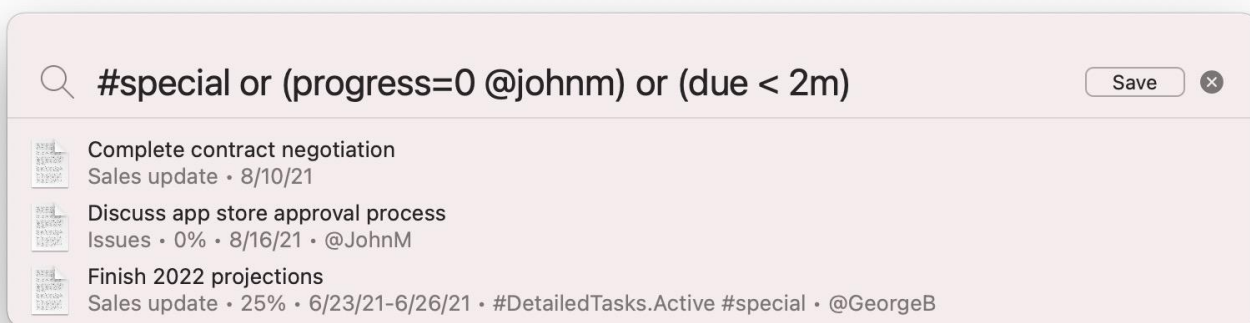 #special or (progress=0 @johnm) or (due < 2m)
Save
Complete contract negotiation
Sales update • 8/10/21
Discuss app store approval process
Issues • 0% • 8/16/21 • @JohnM
Finish 2022 projections
Sales update • 25% • 6/23/21-6/26/21 • #DetailedTasks.Active #special • @GeorgeB